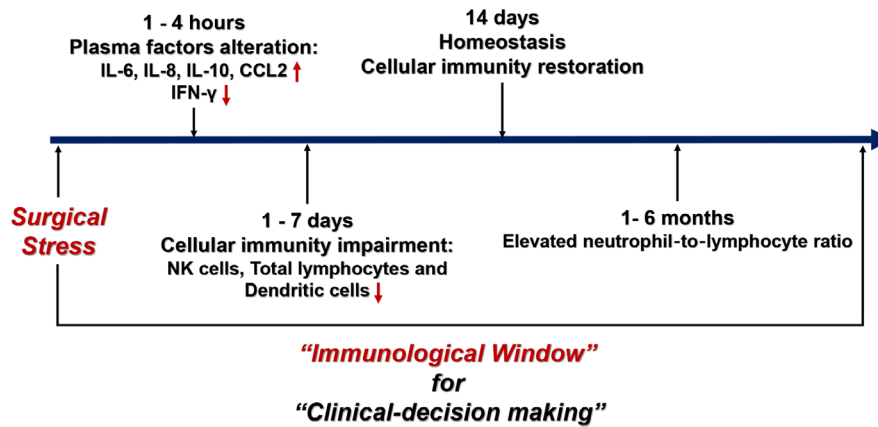 1 - 4 hours
Plasma factors alteration:
IL-6, IL-8, IL-10, CCL2
IFN-γ
14 days
Homeostasis
Cellular immunity restoration
Surgical
Stress
1 - 7 days
Cellular immunity impairment:
NK cells, Total lymphocytes and
Dendritic cells
1- 6 months
Elevated neutrophil-to-lymphocyte ratio
“Immunological Window”
for
“Clinical-decision making”